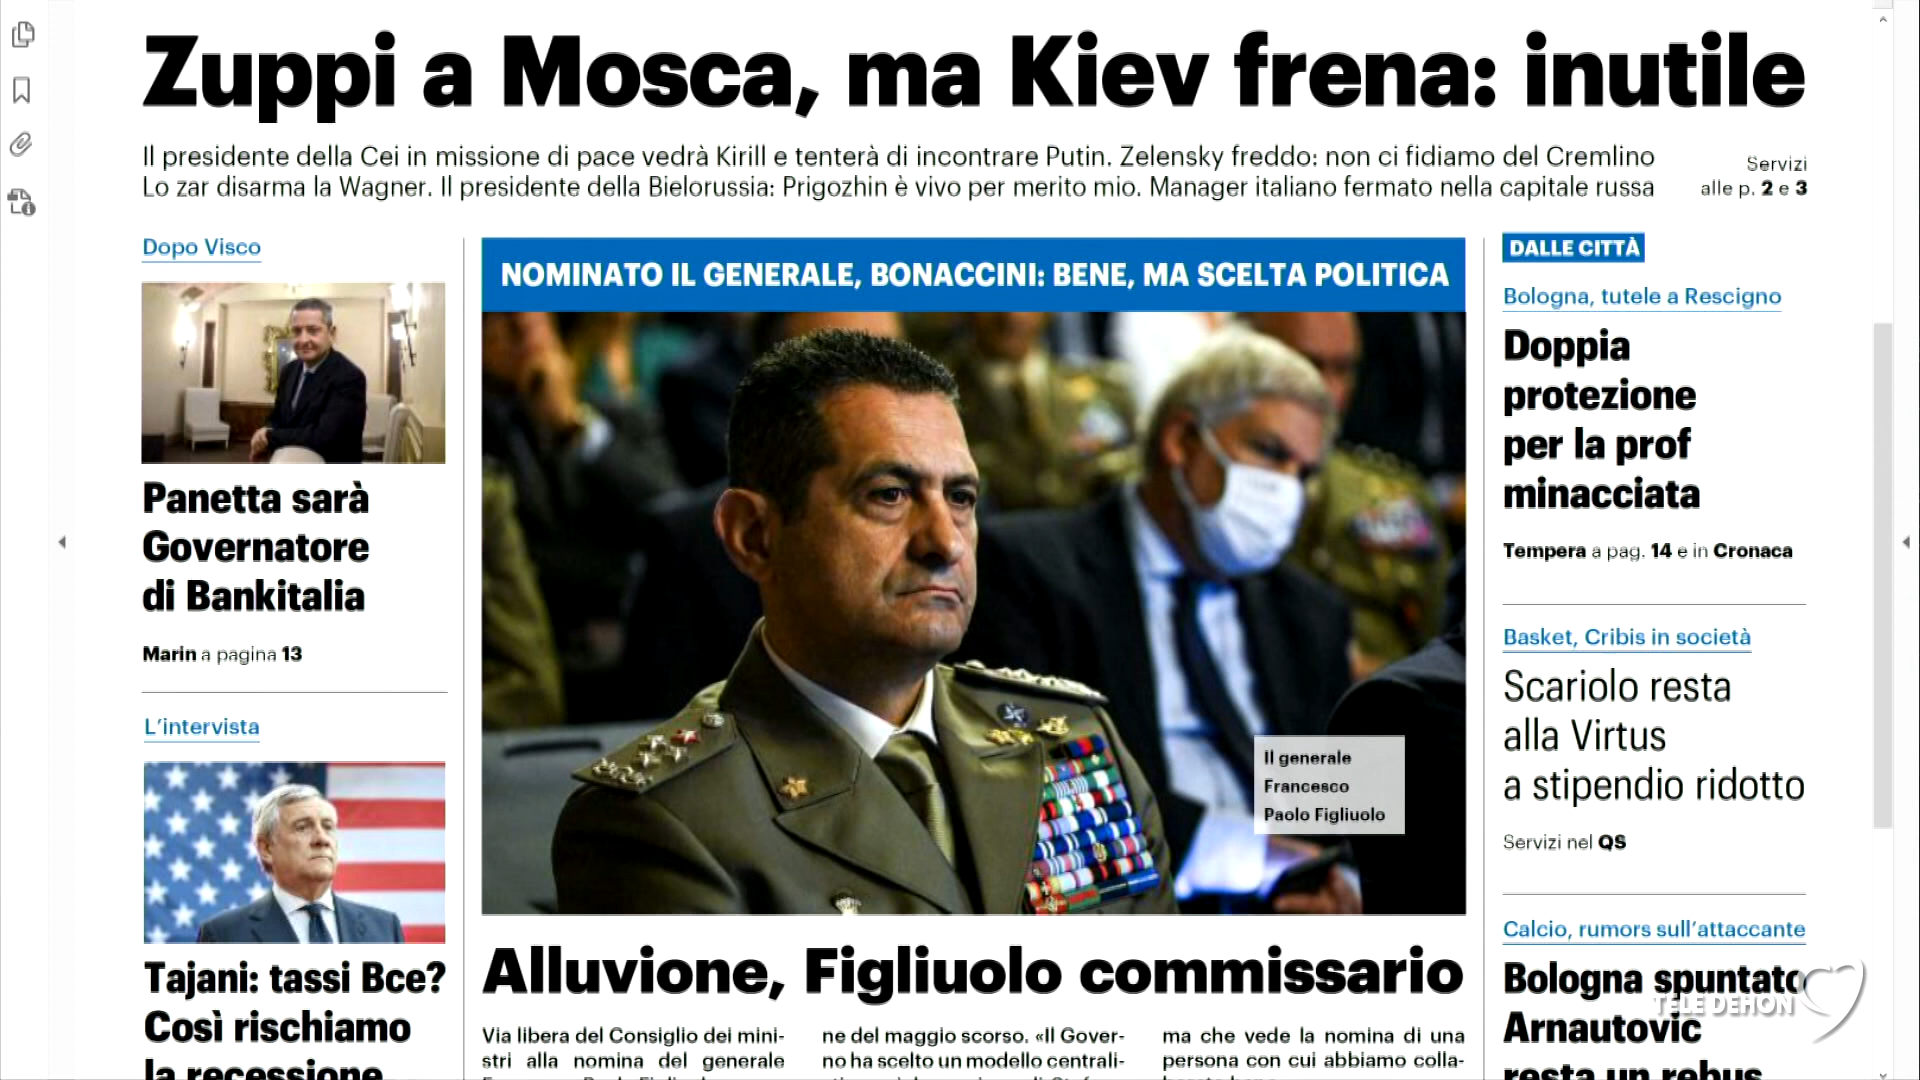 Zuppi a Mosca, ma Kiev frena: inutile
Il presidente della Cei in missione di pace vedrà Kirill e tenterà di incontrare Putin. Zelensky freddo: non ci fidiamo del Cremlino
Lo zar disarma la Wagner. Il presidente della Bielorussia: Prigozhin è vivo per merito mio. Manager italiano fermato nella capitale russa
Servizi
alle p. 2 e 3
Dopo Visco
Panetta sarà
Governatore
di Bankitalia
Marin a pagina 13
L'intervista
Tajani: tassi Bce?
Così rischiamo
la recessione
NOMINATO IL GENERALE, BONACCINI: BENE, MA SCELTA POLITICA
Il generale
Francesco
Paolo Figliuolo
Alluvione, Figliuolo commissario
Via libera del Consiglio dei mini-
stri alla nomina del generale
ne del maggio scorso. «Il Gover-
no ha scelto un modello centrali-
ma che vede la nomina di una
persona con cui abbiamo colla-
DALLE CITTÀ
Bologna, tutele a Rescigno
Doppia
protezione
per la prof
minacciata
Tempera a pag. 14 e in Cronaca
Basket, Cribis in società
Scariolo resta
alla Virtus
a stipendio ridotto
Servizi nel QS
Calcio, rumors sull'attaccante
Bologna spuntato
Arnautovic
resta un rebus
TELE DEHON